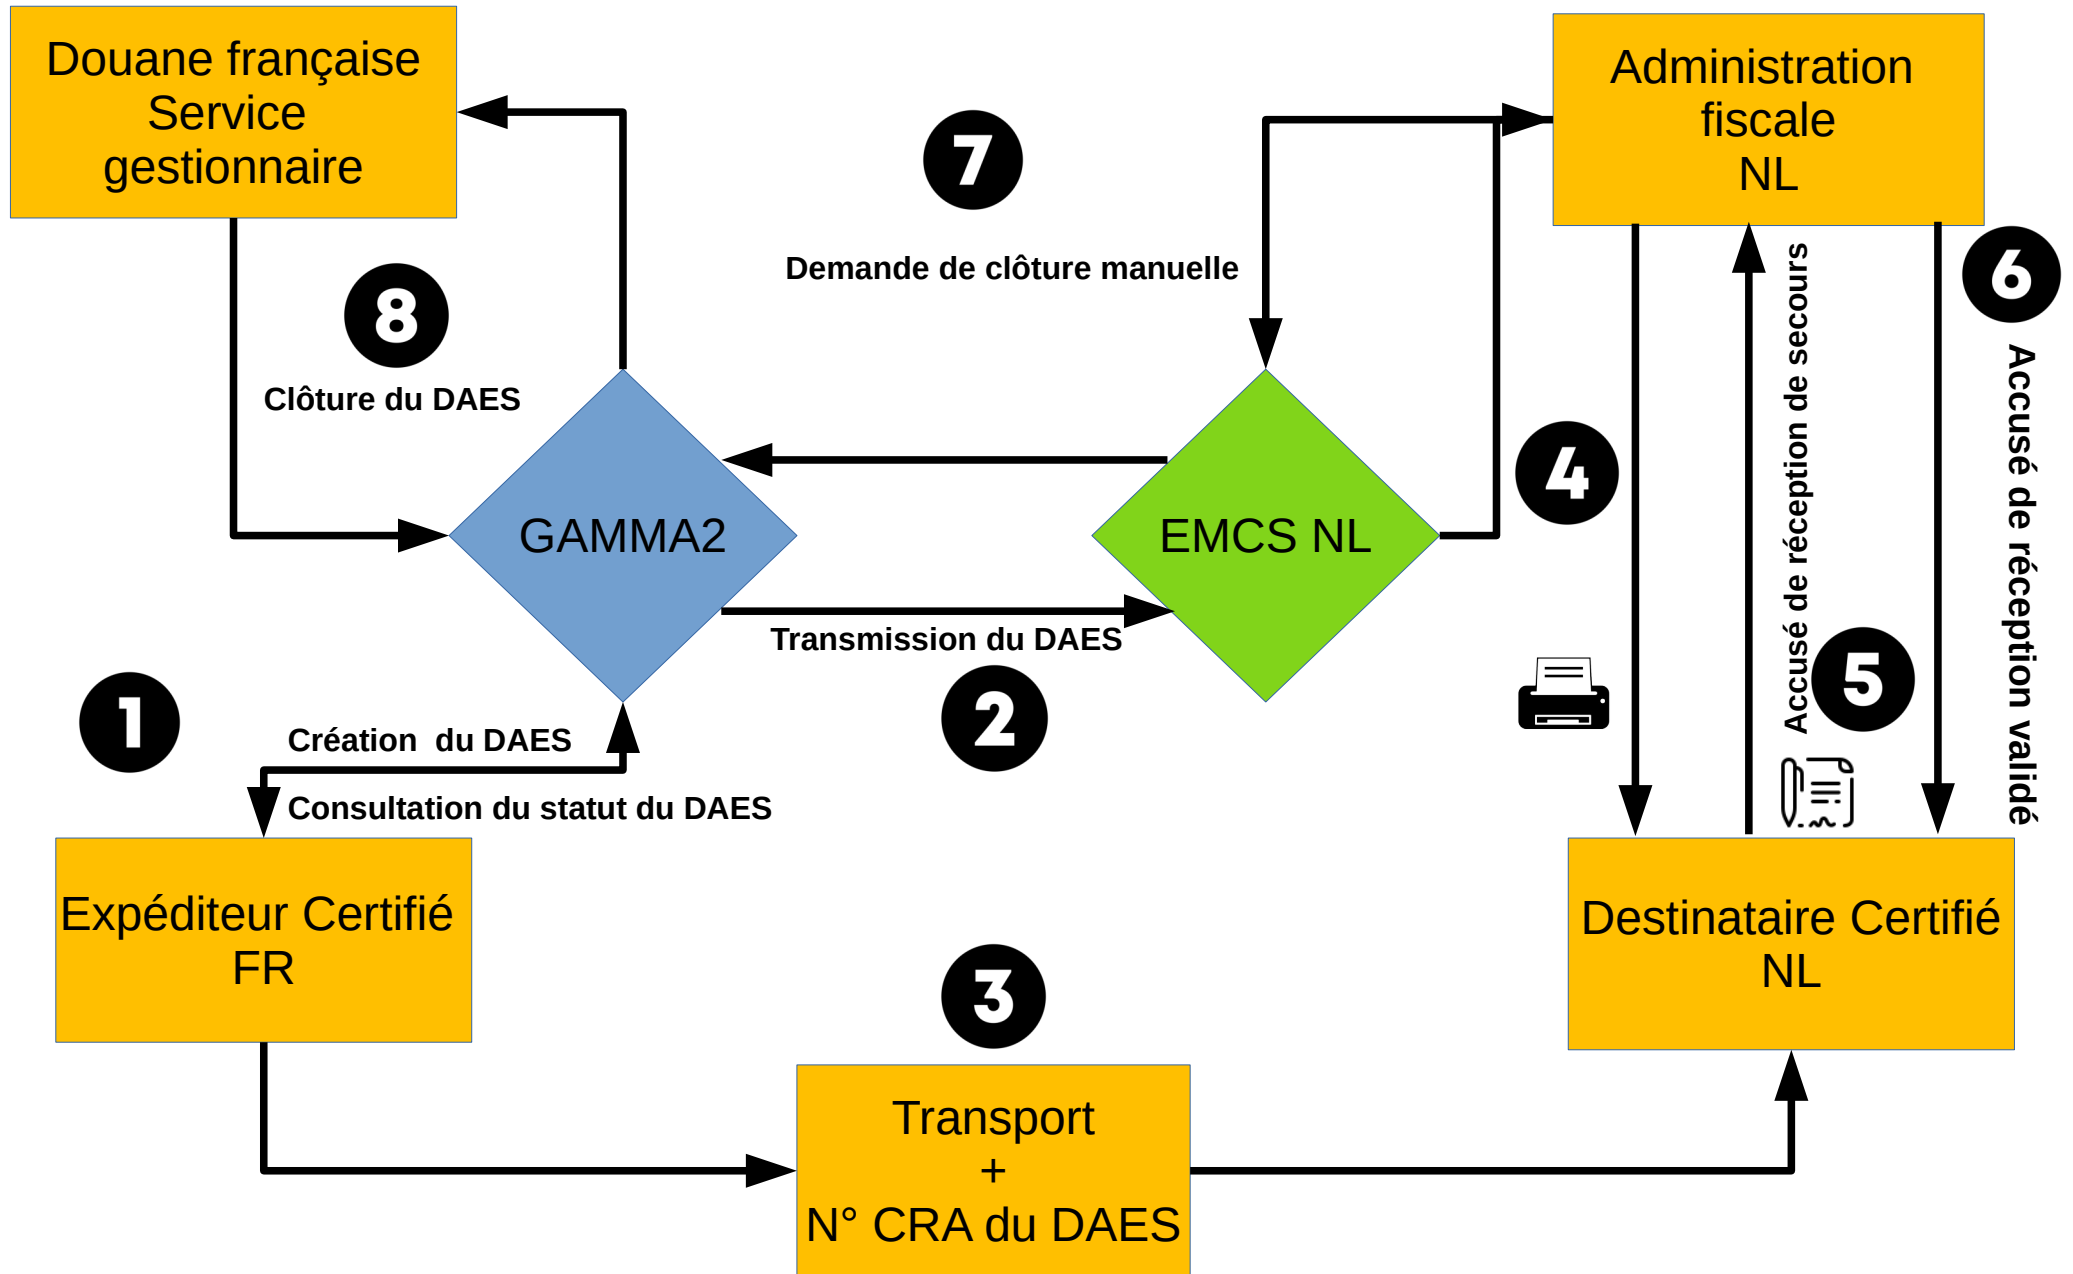 Douane française
Service
gestionnaire
Administration
fiscale
NL
7
Demande de clôture manuelle
6
8
Clôture du DAES
Accusé de réception de secours
Accusé de réception validé
4
GAMMA2
EMCS NL
Transmission du DAES
5
1
2
Création  du DAES
Consultation du statut du DAES
Expéditeur Certifié
FR
Destinataire Certifié
NL
3
Transport
+
N° CRA du DAES